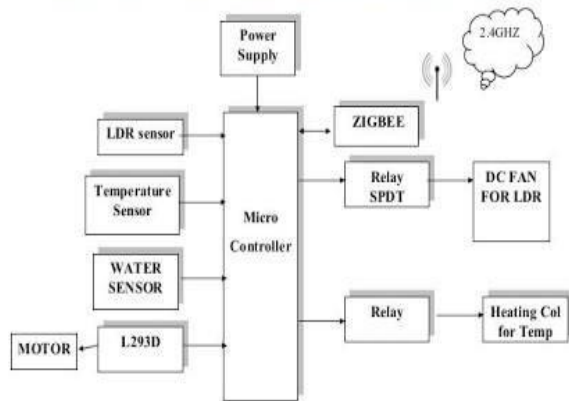 2.4GHZ
Power
Supply
LDR sensor
ZIGBEE
Temperature
Sensor
Micro
Controller
Relay
SPDT
DC FAN
FOR LDR
WATER
SENSOR
MOTOR
L293D
Relay
Heating Col
for Temp